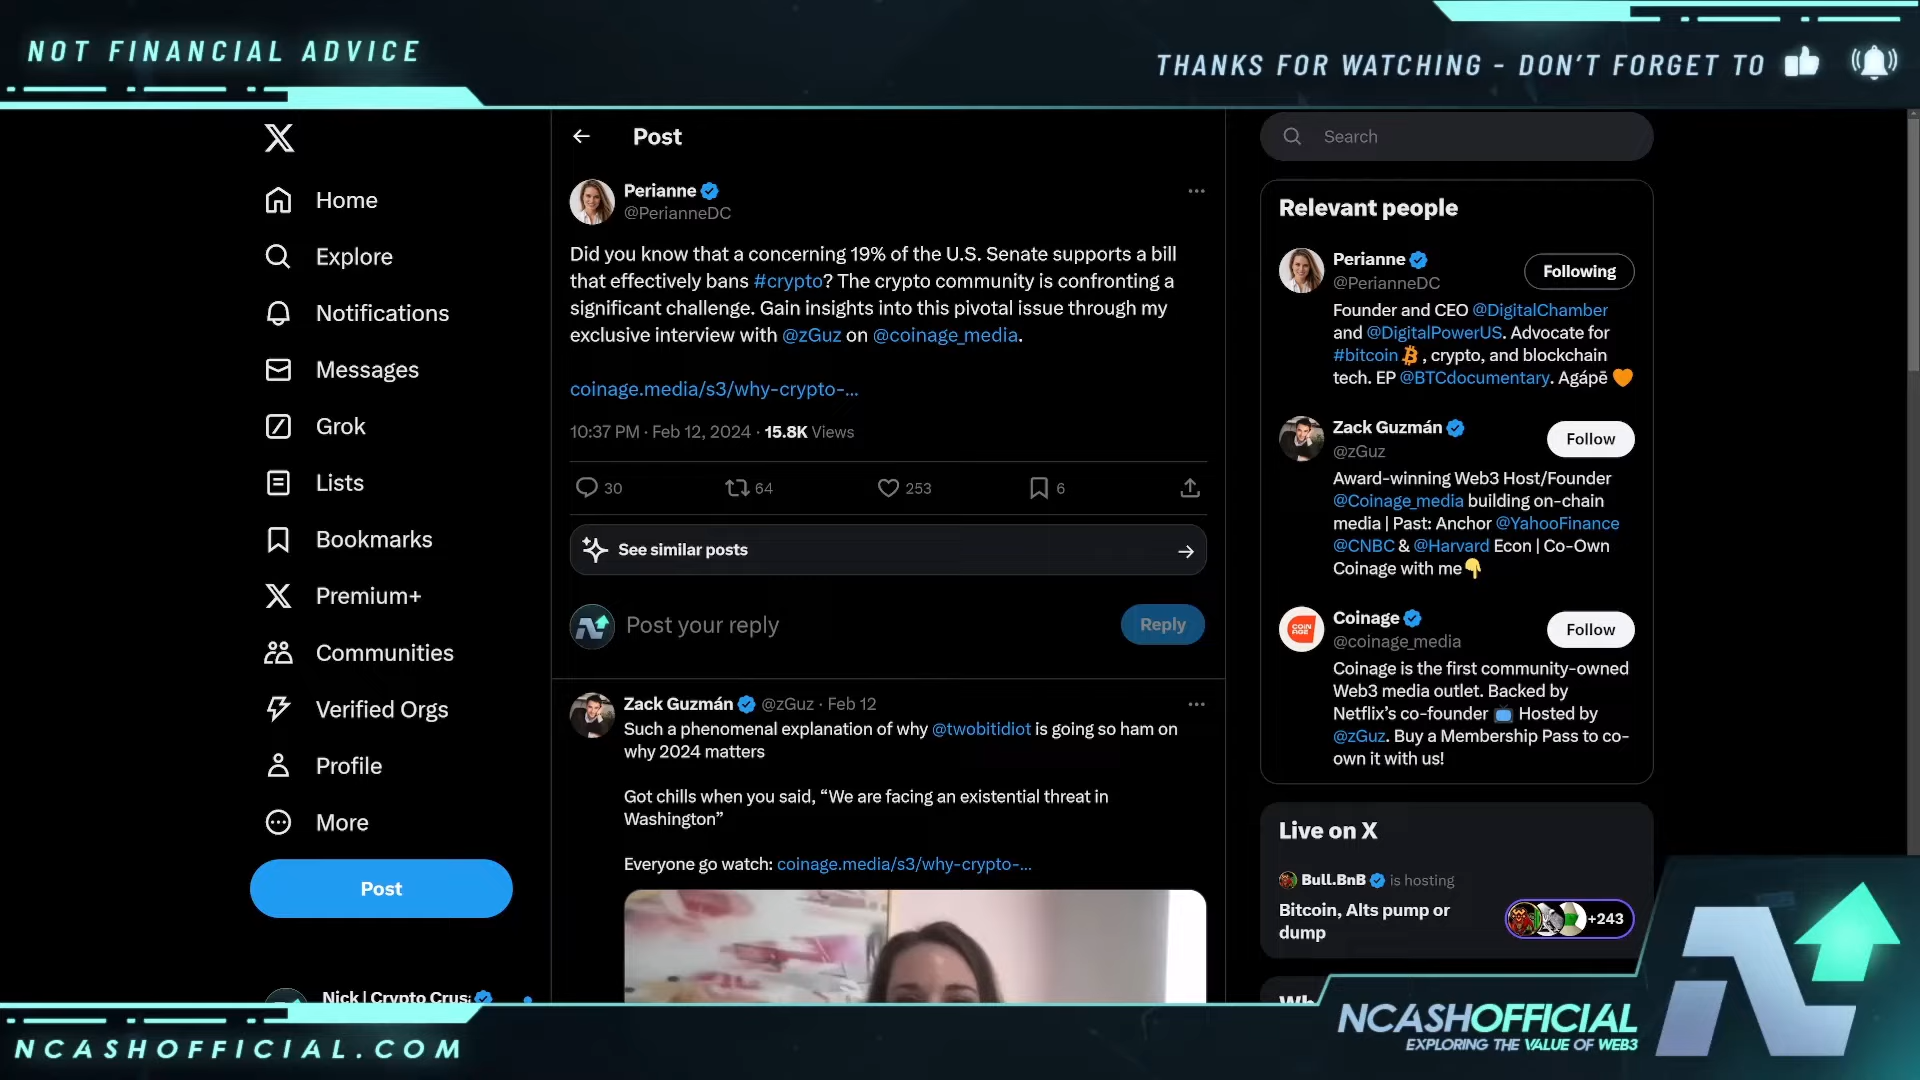 NOT FINANCIAL ADVICE
THANKS FOR WATCHING - DON'T FORGET TO
Home
Explore
Notifications
Messages
Grok
Lists
Bookmarks
Premium+
Communities
Verified Orgs
Profile
More
Post
Nick | Crypto Crus
Post
Perianne
@PerianneDC
Did you know that a concerning 19% of the U.S. Senate supports a bill
that effectively bans #crypto? The crypto community is confronting a
significant challenge. Gain insights into this pivotal issue through my
exclusive interview with @zGuz on @coinage_media.
coinage.media/s3/why-crypto-...
10:37 PM · Feb 12, 2024 · 15.8K Views
30 64 253 6
See similar posts
Post your reply
Reply
Zack Guzmán @zGuz · Feb 12
Such a phenomenal explanation of why @twobitidiot is going so ham on
why 2024 matters
Got chills when you said, “We are facing an existential threat in
Washington”
Everyone go watch: coinage.media/s3/why-crypto-...
Search
Relevant people
Perianne
@PerianneDC
Following
Founder and CEO @DigitalChamber
and @DigitalPowerUS. Advocate for
#bitcoin , crypto, and blockchain
tech. EP @BTCdocumentary. Agápē 🧡
Zack Guzmán
@zGuz
Follow
Award-winning Web3 Host/Founder
@Coinage_media building on-chain
media | Past: Anchor @YahooFinance
@CNBC & @Harvard Econ | Co-Own
Coinage with me👇
COIN
AGE
Coinage
@coinage_media
Follow
Coinage is the first community-owned
Web3 media outlet. Backed by
Netflix's co-founder 📺 Hosted by
@zGuz. Buy a Membership Pass to co-
own it with us!
Live on X
Bull.BnB is hosting
Bitcoin, Alts pump or
dump
+243
NCASHOFFICIAL.COM
NCASHOFFICIAL
EXPLORING THE VALUE OF WEB3